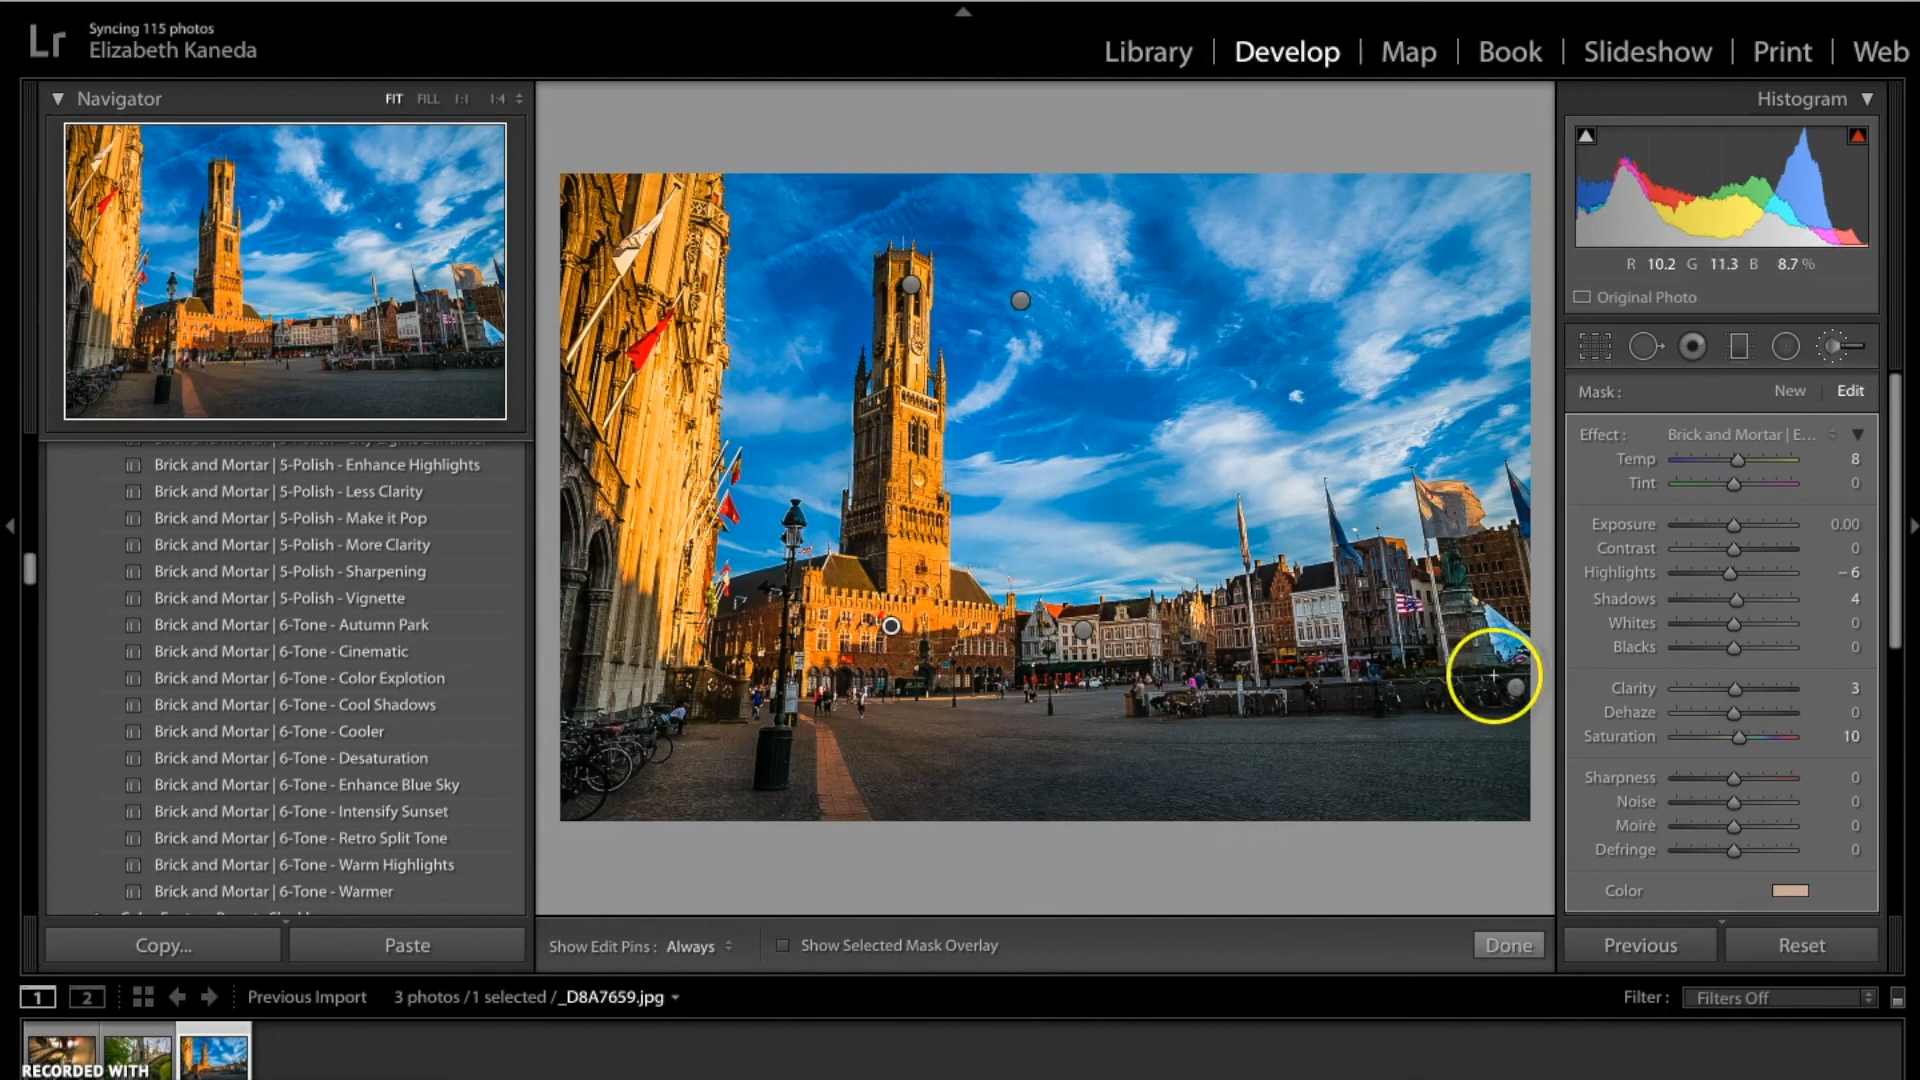 Lr
Syncing 115 photos
Elizabeth Kaneda
Library | Develop | Map | Book | Slideshow | Print | Web
Navigator FIT FILL 1:1 1:4
Brick and Mortar | 5-Polish - Enhance Highlights
Brick and Mortar | 5-Polish - Less Clarity
Brick and Mortar | 5-Polish - Make it Pop
Brick and Mortar | 5-Polish - More Clarity
Brick and Mortar | 5-Polish - Sharpening
Brick and Mortar | 5-Polish - Vignette
Brick and Mortar | 6-Tone - Autumn Park
Brick and Mortar | 6-Tone - Cinematic
Brick and Mortar | 6-Tone - Color Explotion
Brick and Mortar | 6-Tone - Cool Shadows
Brick and Mortar | 6-Tone - Cooler
Brick and Mortar | 6-Tone - Desaturation
Brick and Mortar | 6-Tone - Enhance Blue Sky
Brick and Mortar | 6-Tone - Intensify Sunset
Brick and Mortar | 6-Tone - Retro Split Tone
Brick and Mortar | 6-Tone - Warm Highlights
Brick and Mortar | 6-Tone - Warmer
Copy... Paste
Show Edit Pins : Always Show Selected Mask Overlay Done
Histogram
R 10.2 G 11.3 B 8.7 %
Original Photo
Mask : New Edit
Effect : Brick and Mortar | E...
Temp 8
Tint 0
Exposure 0.00
Contrast 0
Highlights – 6
Shadows 4
Whites 0
Blacks 0
Clarity 3
Dehaze 0
Saturation 10
Sharpness 0
Noise 0
Moiré 0
Defringe 0
Color
Previous Reset
1 2 Previous Import 3 photos / 1 selected / _D8A7659.jpg Filter : Filters Off
RECORDED WITH